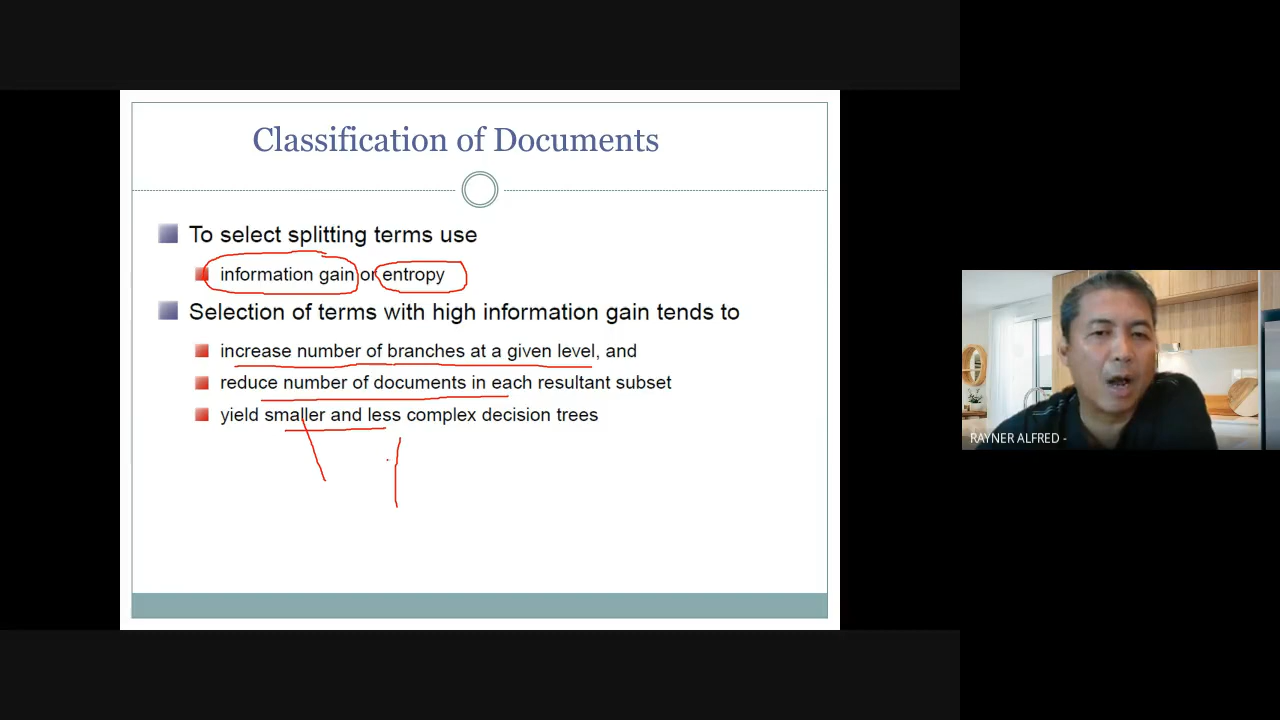 Classification of Documents
To select splitting terms use
information gain or entropy
Selection of terms with high information gain tends to
increase number of branches at a given level, and
reduce number of documents in each resultant subset
yield smaller and less complex decision trees
RAYNER ALFRED -